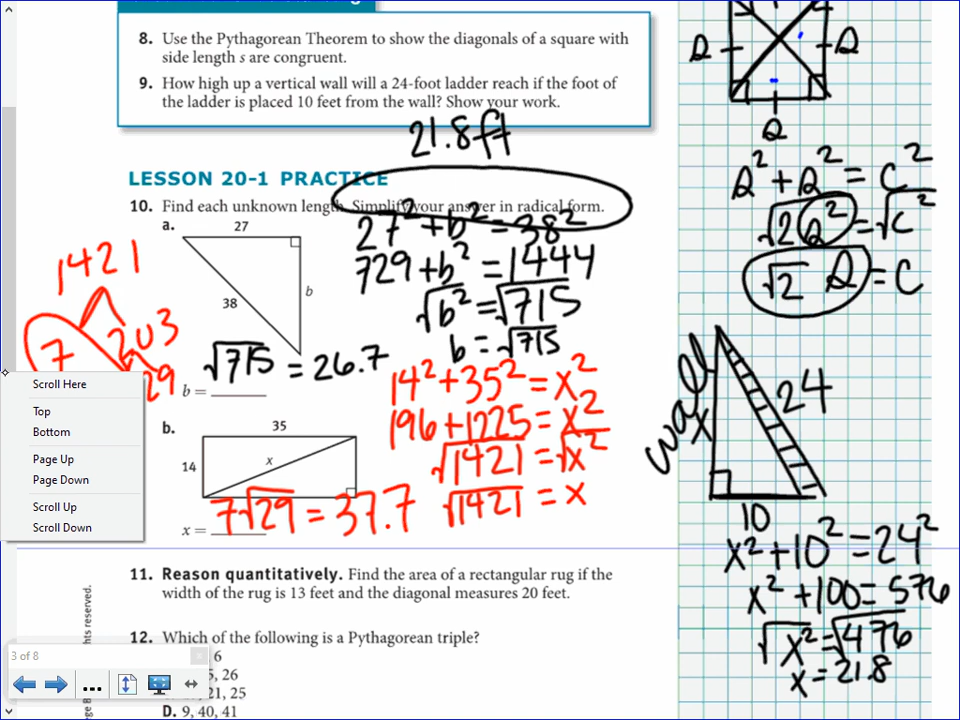 8. Use the Pythagorean Theorem to show the diagonals of a square with
side length s are congruent.
9. How high up a vertical wall will a 24-foot ladder reach if the foot of
the ladder is placed 10 feet from the wall? Show your work.
21.8ft
LESSON 20-1 PRACTICE
10. Find each unknown length. Simplify your answer in radical form.
a.
27
38
b
27² + b² = 38²
729 + b² = 1444
√b² = √715
b = √715
√715 = 26.7
b =
1421
7 203
29
b.
35
14
x
14² + 35² = x²
196 + 1225 = x²
√1421 = √x²
√1421 = x
7√29 = 37.7
x =
11. Reason quantitatively. Find the area of a rectangular rug if the
width of the rug is 13 feet and the diagonal measures 20 feet.
12. Which of the following is a Pythagorean triple?
6
, 26
21, 25
D. 9, 40, 41
hts reserved.
Scroll Here
Top
Bottom
Page Up
Page Down
Scroll Up
Scroll Down
3 of 8
...
= c²
= √c²
√2
= c
wall
x
24
10
x² + 10² = 24²
x² + 100 = 576
√x² = √476
x = 21.8